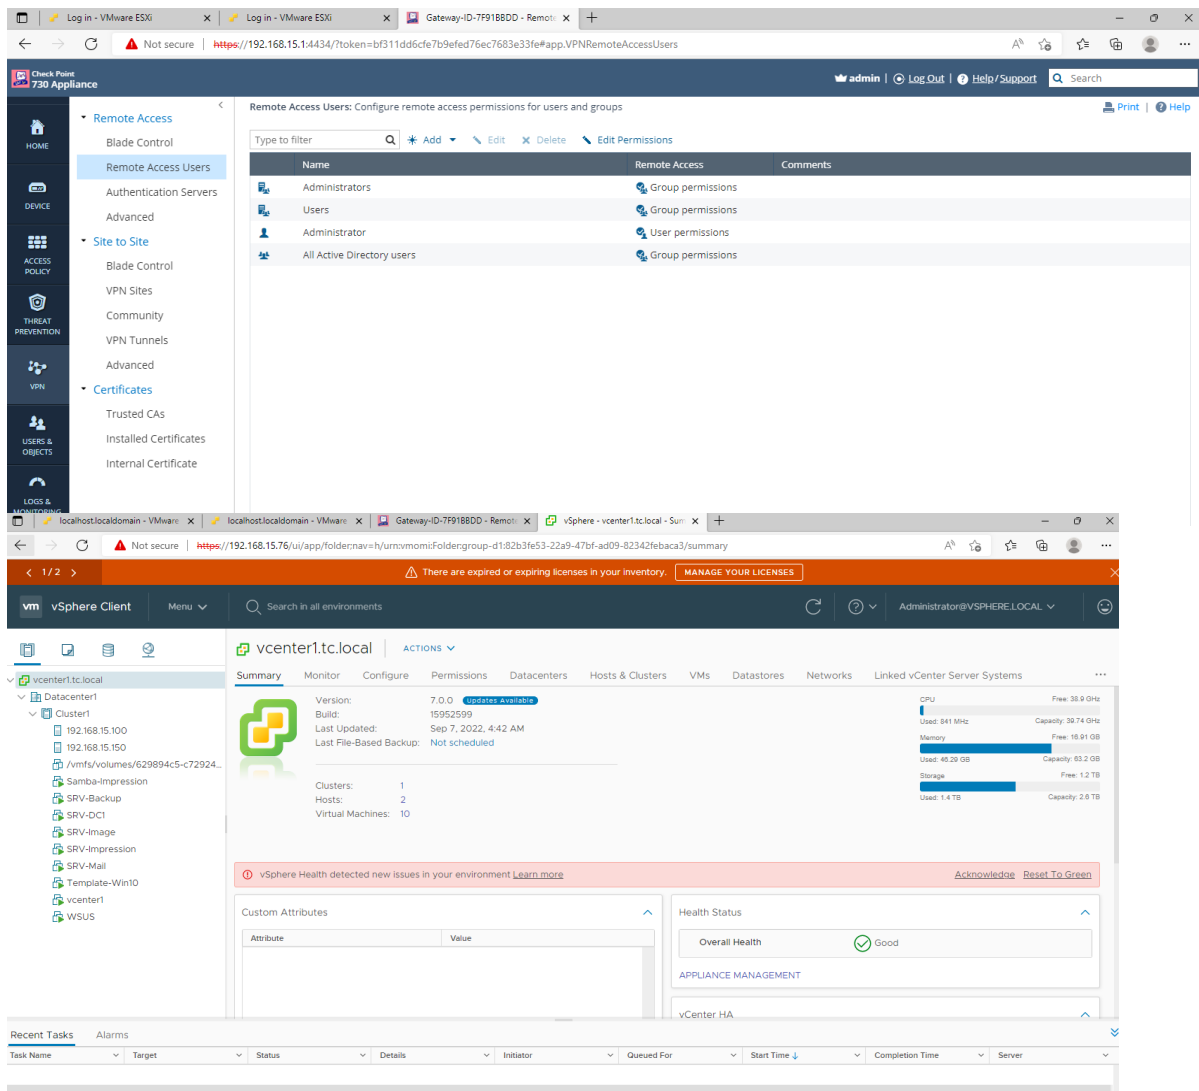 Log in - VMware ESXi
Log in - VMware ESXi
Gateway-ID-7F91BBDD - Remote
Not secure | https://192.168.15.1:4434/?token=bf311dd6cfe7b9efed76ec7683e33fe#app.VPNRemoteAccessUsers
Check Point
730 Appliance
admin | Log Out | Help/Support
Search
HOME
DEVICE
ACCESS
POLICY
THREAT
PREVENTION
VPN
USERS &
OBJECTS
LOGS &
MONITORING
Remote Access
Blade Control
Remote Access Users
Authentication Servers
Advanced
Site to Site
Blade Control
VPN Sites
Community
VPN Tunnels
Advanced
Certificates
Trusted CAs
Installed Certificates
Internal Certificate
Remote Access Users: Configure remote access permissions for users and groups
Print | Help
Type to filter
Add Edit Delete Edit Permissions
Name Remote Access Comments
Administrators Group permissions
Users Group permissions
Administrator User permissions
All Active Directory users Group permissions
localhost.localdomain - VMware
localhost.localdomain - VMware
Gateway-ID-7F91BBDD - Remot
vSphere - vcenter1.tc.local - Sum
Not secure | https://192.168.15.76/ui/app/folder;nav=h/urn:vmomi:Folder:group-d1:82b3fe53-22a9-47bf-ad09-82342febaca3/summary
1/2
There are expired or expiring licenses in your inventory. MANAGE YOUR LICENSES
vm vSphere Client Menu
Search in all environments
Administrator@VSPHERE.LOCAL
vcenter1.tc.local
Datacenter1
Cluster1
192.168.15.100
192.168.15.150
/vmfs/volumes/629894c5-c72924...
Samba-Impression
SRV-Backup
SRV-DC1
SRV-Image
SRV-Impression
SRV-Mail
Template-Win10
vcenter1
WSUS
vcenter1.tc.local ACTIONS
Summary Monitor Configure Permissions Datacenters Hosts & Clusters VMs Datastores Networks Linked vCenter Server Systems
Version: 7.0.0 Updates Available
Build: 15952599
Last Updated: Sep 7, 2022, 4:42 AM
Last File-Based Backup: Not scheduled
Clusters: 1
Hosts: 2
Virtual Machines: 10
CPU Free: 38.9 GHz
Used: 841 MHz Capacity: 39.74 GHz
Memory Free: 16.91 GB
Used: 46.29 GB Capacity: 63.2 GB
Storage Free: 1.2 TB
Used: 1.4 TB Capacity: 2.6 TB
vSphere Health detected new issues in your environment Learn more
Acknowledge Reset To Green
Custom Attributes
Attribute Value
Health Status
Overall Health Good
APPLIANCE MANAGEMENT
vCenter HA
Recent Tasks Alarms
Task Name Target Status Details Initiator Queued For Start Time Completion Time Server